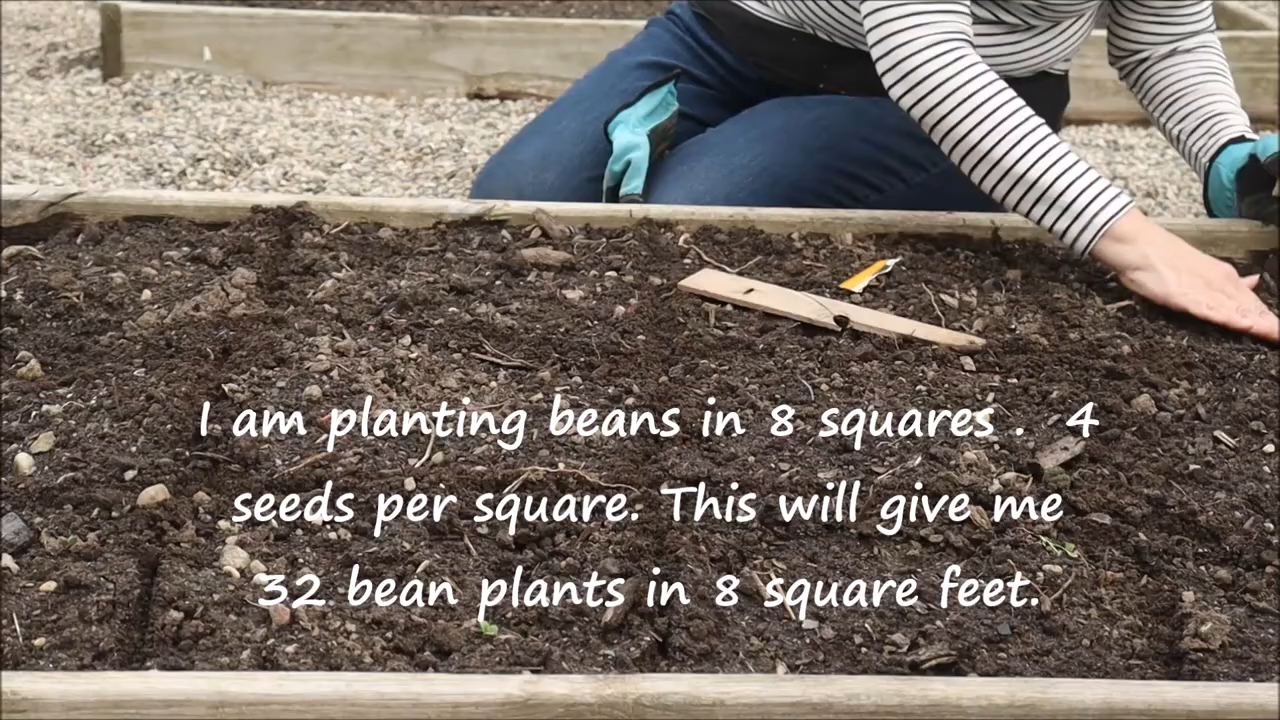 I am planting beans in 8 squares .  4
seeds per square. This will give me
32 bean plants in 8 square feet.